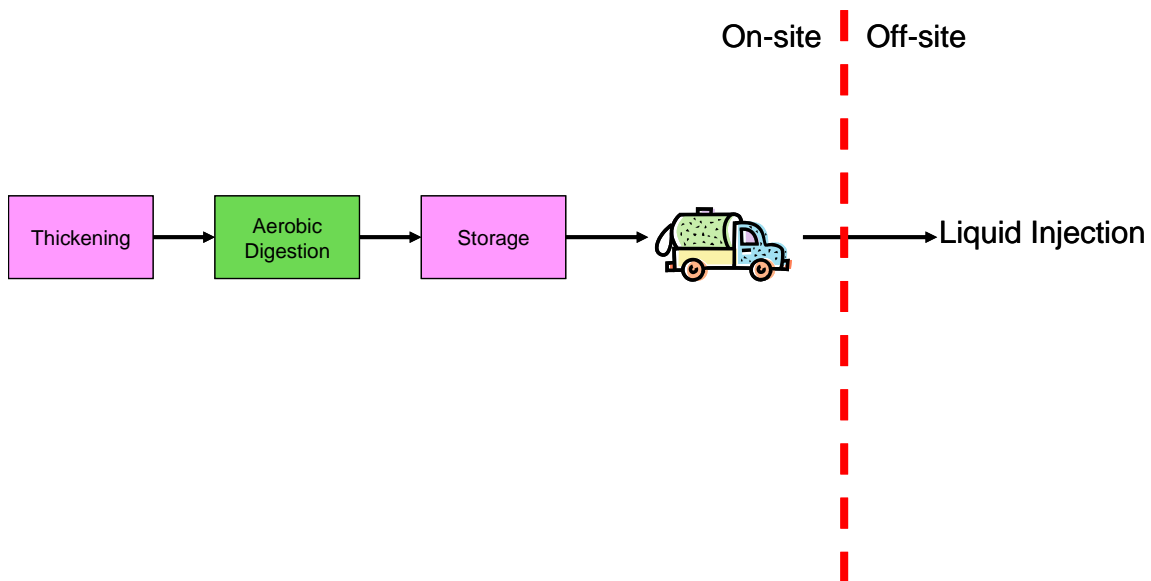 On-site
Off-site
Thickening
Aerobic
Digestion
Storage
Liquid Injection